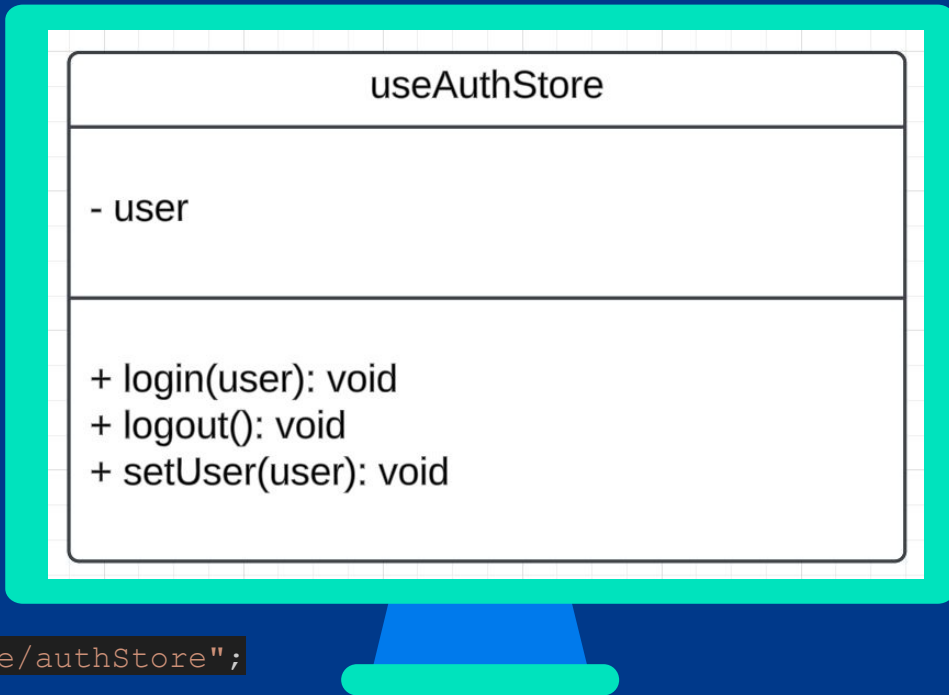 useAuthStore
- user
+ login(user): void
+ logout(): void
+ setUser(user): void
e/authStore";